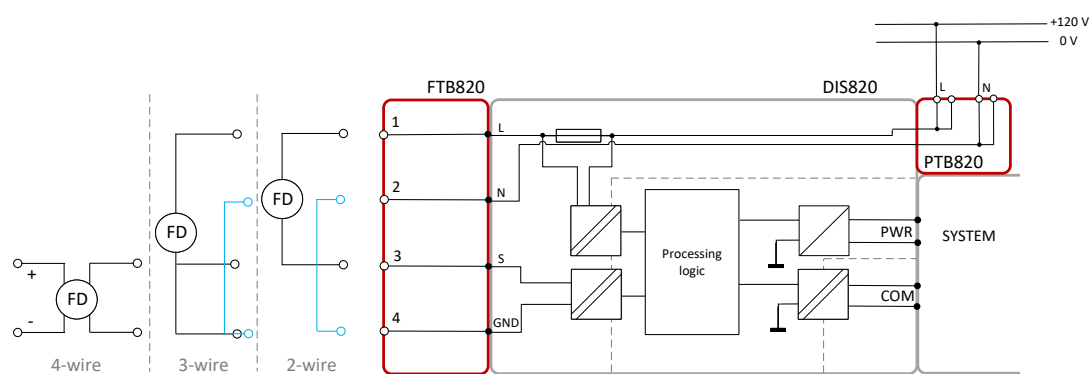 +120 V
0 V
FTB820
DIS820
L
N
1
L
PTB820
2
N
FD
FD
3
S
Processing
logic
PWR
SYSTEM
+
FD
-
4
GND
COM
4-wire
3-wire
2-wire